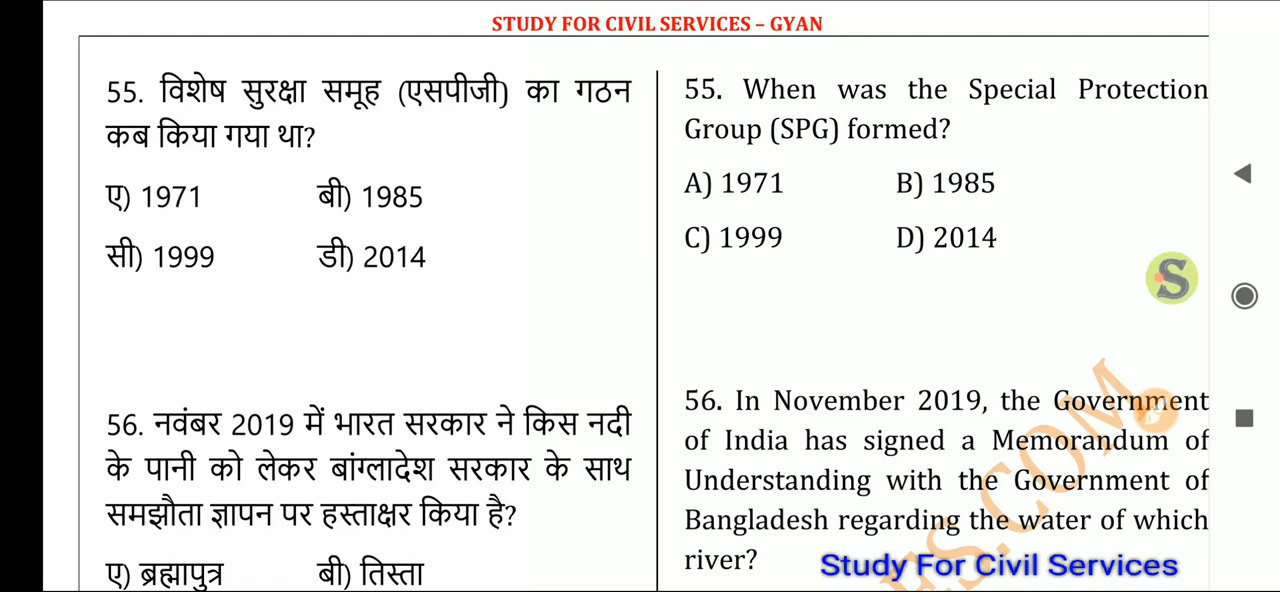 STUDY FOR CIVIL SERVICES – GYAN
55. विशेष सुरक्षा समूह (एसपीजी) का गठन
कब किया गया था?
ए) 1971 बी) 1985
सी) 1999 डी) 2014
56. नवंबर 2019 में भारत सरकार ने किस नदी
के पानी को लेकर बांग्लादेश सरकार के साथ
समझौता ज्ञापन पर हस्ताक्षर किया है?
ए) ब्रह्मापुत्र बी) तिस्ता
55. When was the Special Protection
Group (SPG) formed?
A) 1971 B) 1985
C) 1999 D) 2014
S
56. In November 2019, the Government
of India has signed a Memorandum of
Understanding with the Government of
Bangladesh regarding the water of which
river?
ES.COM
Study For Civil Services